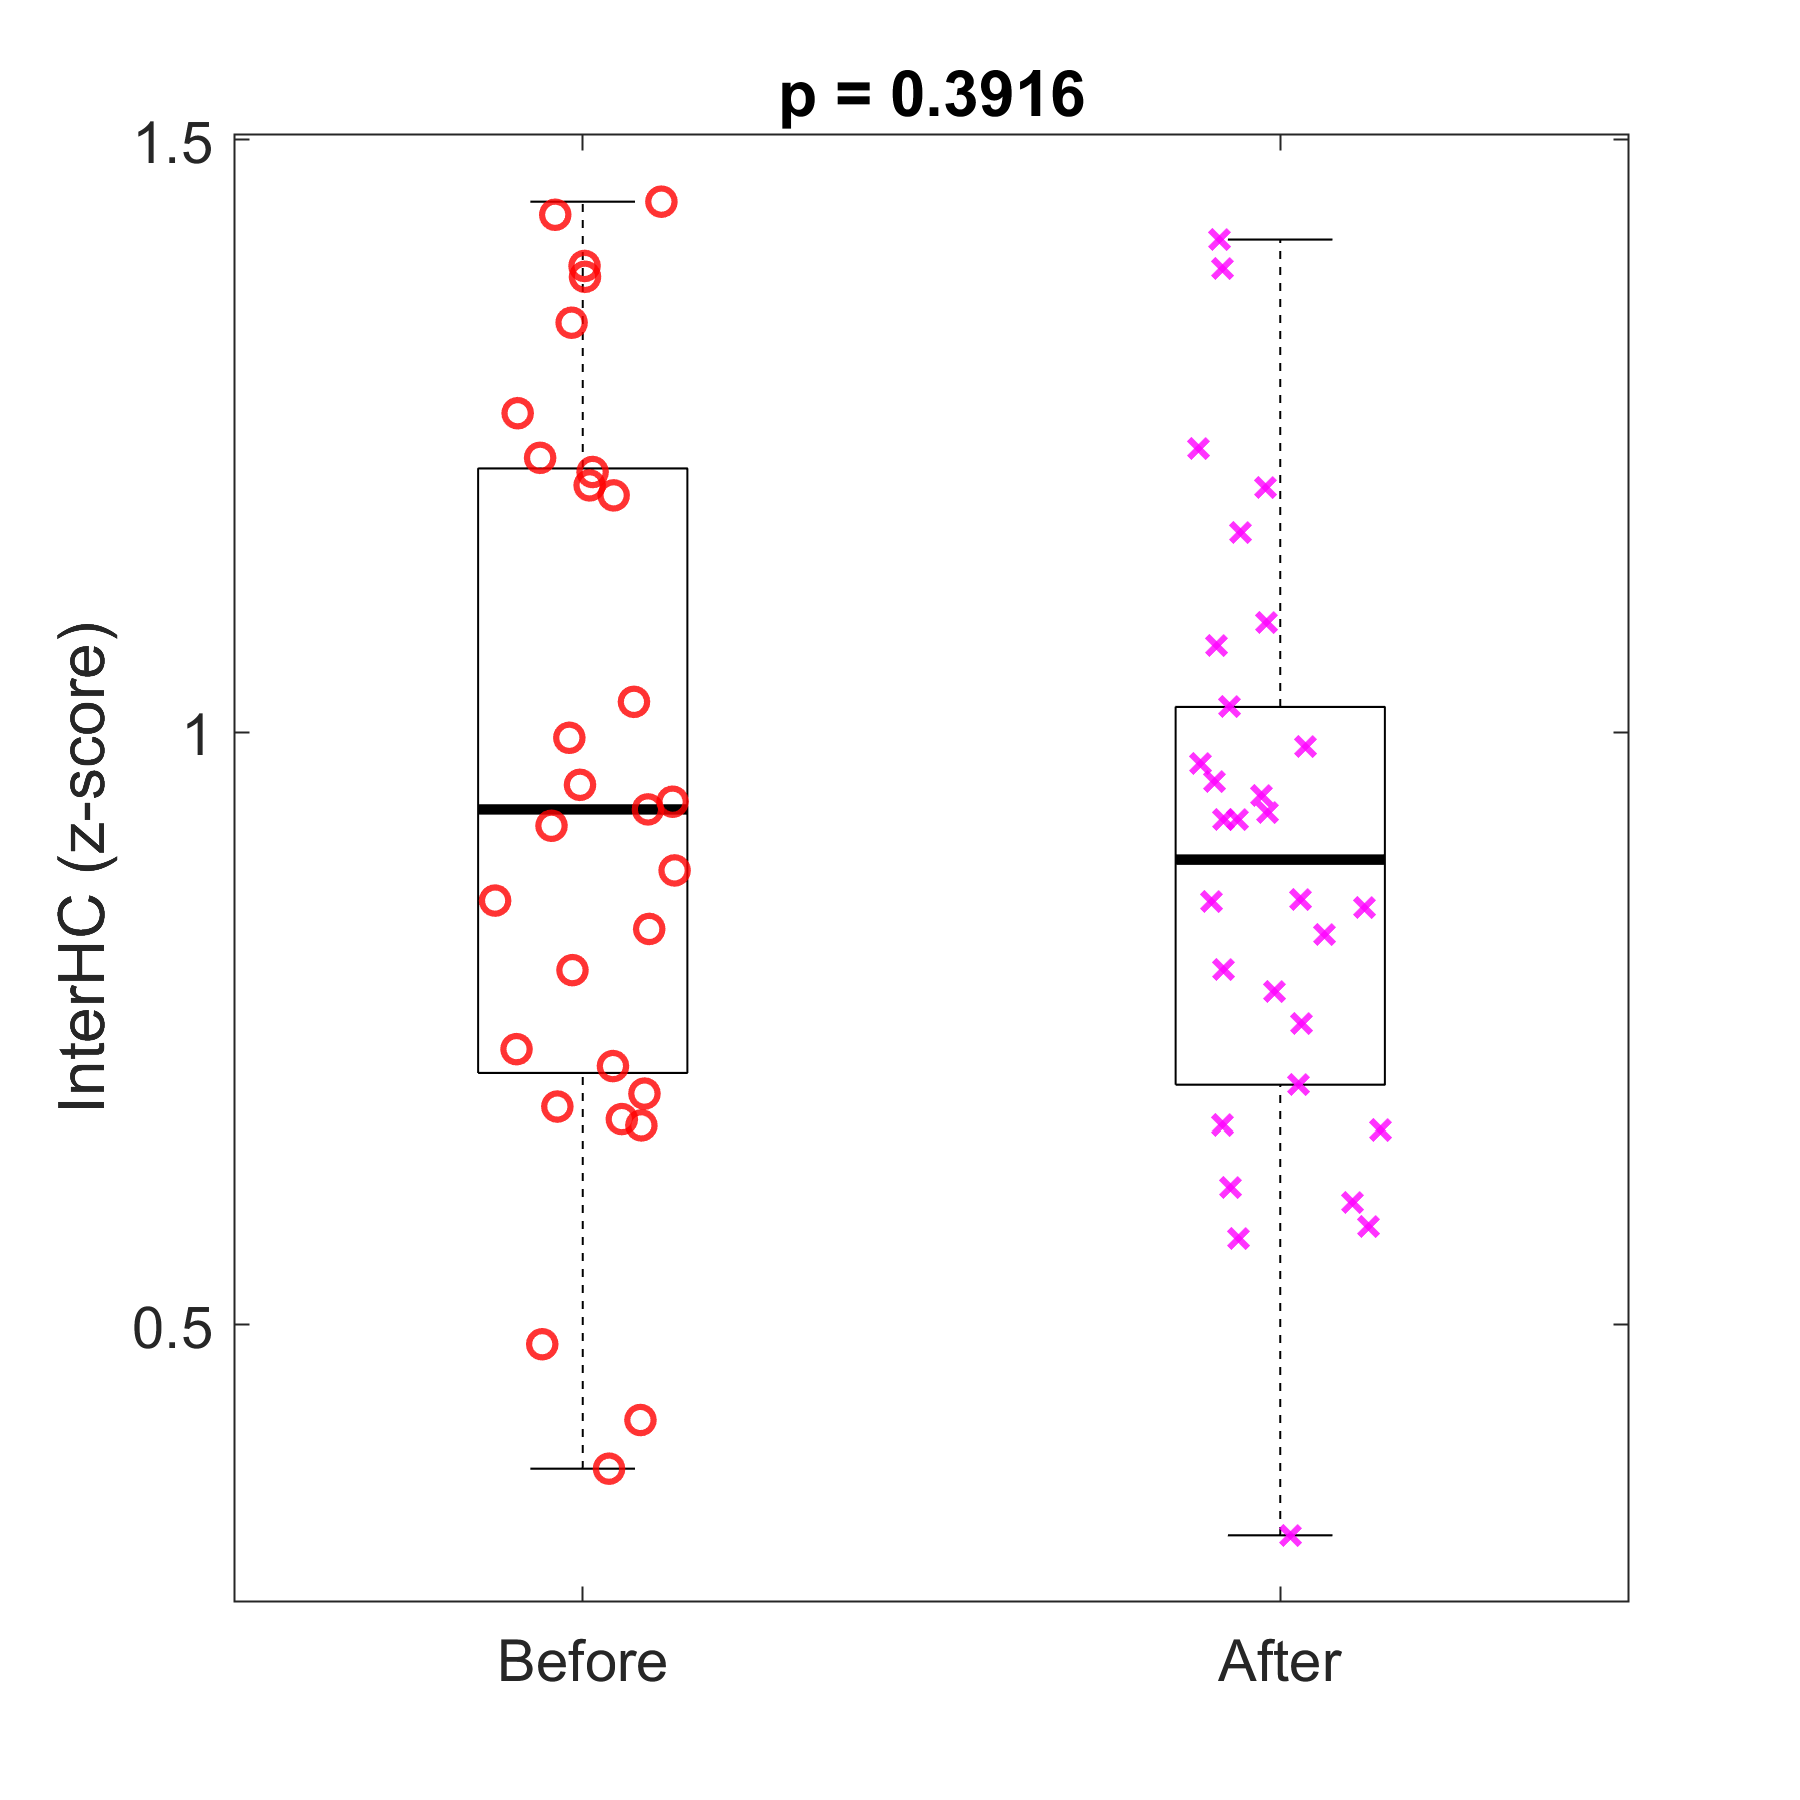 p = 0.3916
1.5
1
0.5
InterHC (z-score)
Before
After